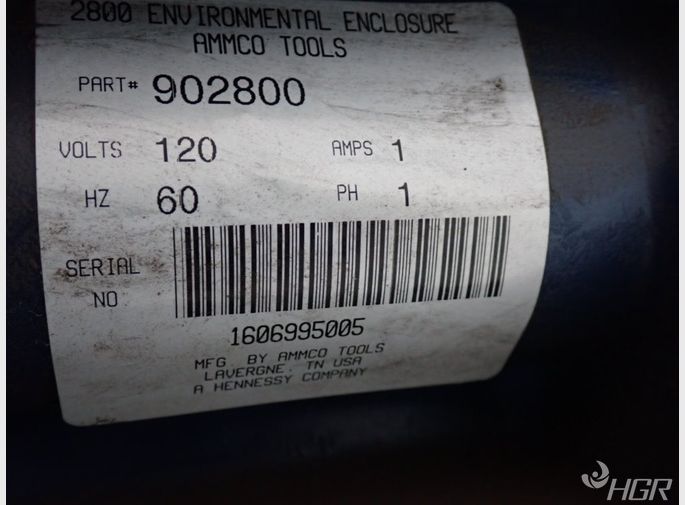 2800 ENVIRONMENTAL ENCLOSURE
AMMCO TOOLS
PART# 902800
VOLTS 120 AMPS 1
HZ 60 PH 1
SERIAL
NO
1606995005
MFG. BY AMMCO TOOLS
LAVERGNE, TN USA
A HENNESSY COMPANY
HGR